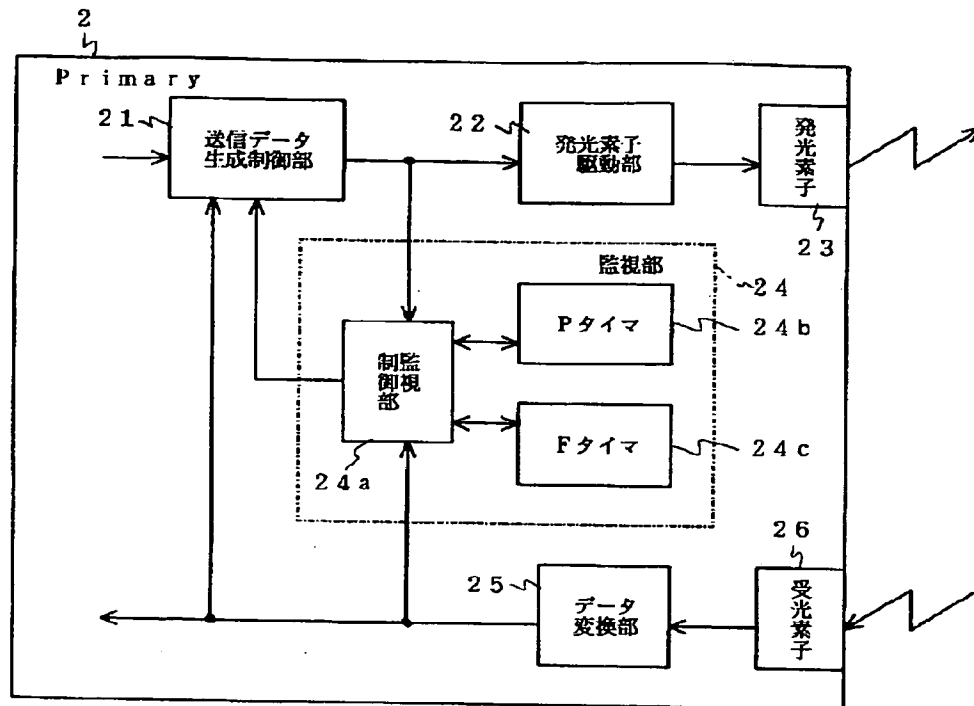 2
Primary
21
送信データ
生成制御部
22
発光素子
駆動部
発光素子
23
監視部
24
Pタイマ
24b
監視
制御部
24a
Fタイマ
24c
26
受光素子
25
データ
変換部